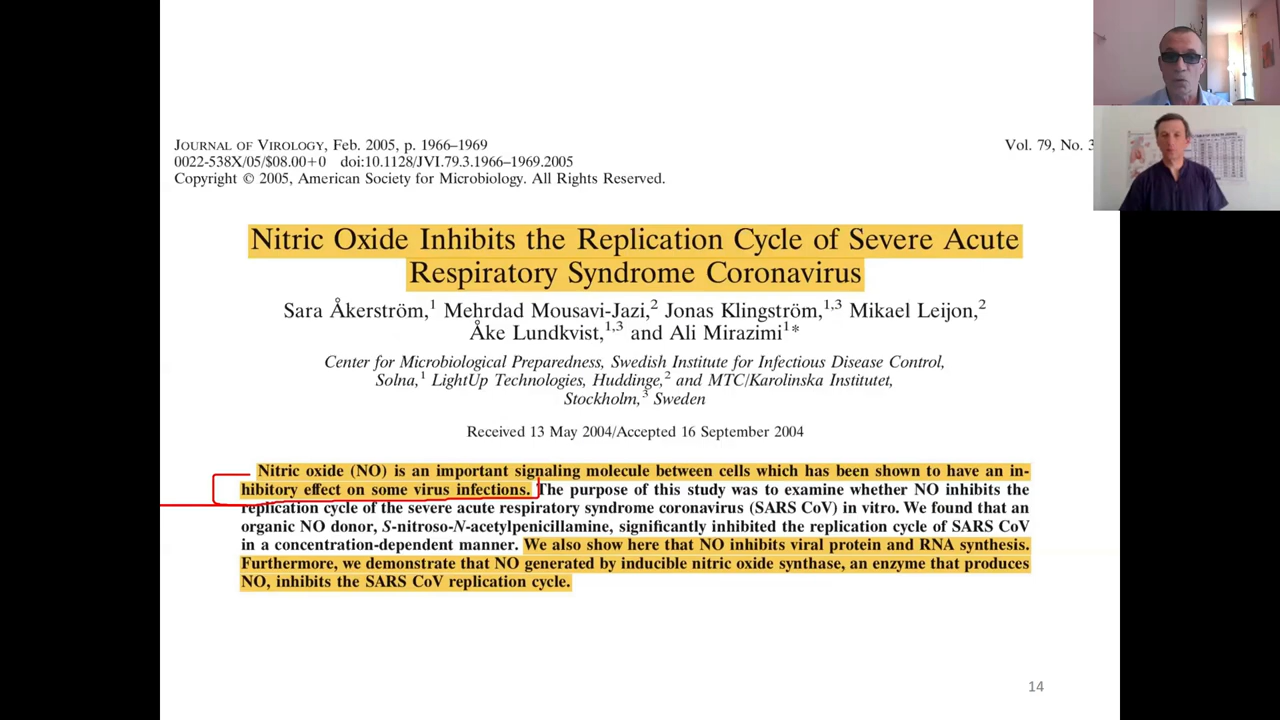 JOURNAL OF VIROLOGY, Feb. 2005, p. 1966–1969
Vol. 79, No. 3
0022-538X/05/$08.00+0 doi:10.1128/JVI.79.3.1966–1969.2005
Copyright © 2005, American Society for Microbiology. All Rights Reserved.
Nitric Oxide Inhibits the Replication Cycle of Severe Acute
Respiratory Syndrome Coronavirus
Sara Åkerström,1 Mehrdad Mousavi-Jazi,2 Jonas Klingström,1,3 Mikael Leijon,2
Åke Lundkvist,1,3 and Ali Mirazimi1*
Center for Microbiological Preparedness, Swedish Institute for Infectious Disease Control,
Solna,1 LightUp Technologies, Huddinge,2 and MTC/Karolinska Institutet,
Stockholm,3 Sweden
Received 13 May 2004/Accepted 16 September 2004
Nitric oxide (NO) is an important signaling molecule between cells which has been shown to have an in-
hibitory effect on some virus infections. The purpose of this study was to examine whether NO inhibits the
replication cycle of the severe acute respiratory syndrome coronavirus (SARS CoV) in vitro. We found that an
organic NO donor, S-nitroso-N-acetylpenicillamine, significantly inhibited the replication cycle of SARS CoV
in a concentration-dependent manner. We also show here that NO inhibits viral protein and RNA synthesis.
Furthermore, we demonstrate that NO generated by inducible nitric oxide synthase, an enzyme that produces
NO, inhibits the SARS CoV replication cycle.
14